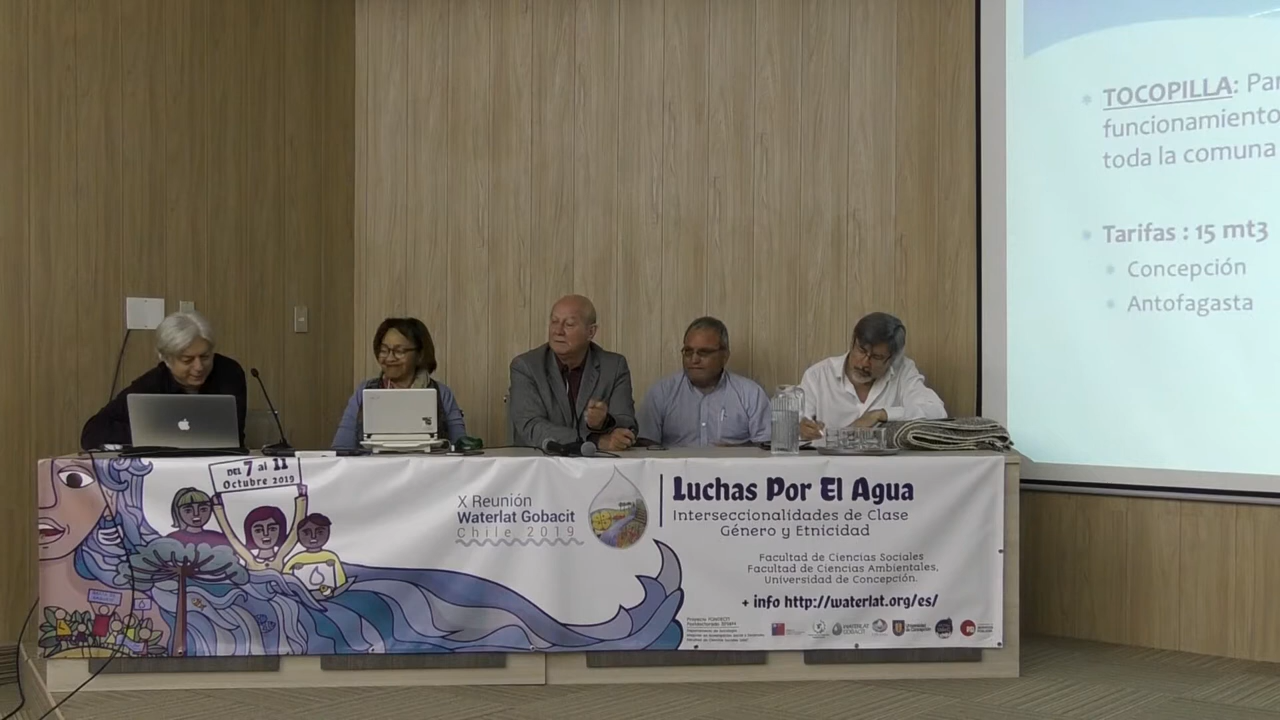 TOCOPILLA: Par
funcionamiento
toda la comuna
Tarifas : 15 mt3
Concepción
Antofagasta
DEL 7 al 11
Octubre 2019
X Reunión
Waterlat Gobacit
Chile 2019
Luchas Por El Agua
Interseccionalidades de Clase
Género y Etnicidad
Facultad de Ciencias Sociales
Facultad de Ciencias Ambientales,
Universidad de Concepción.
+ info http://waterlat.org/es/
WATERLAT
GOBACIT